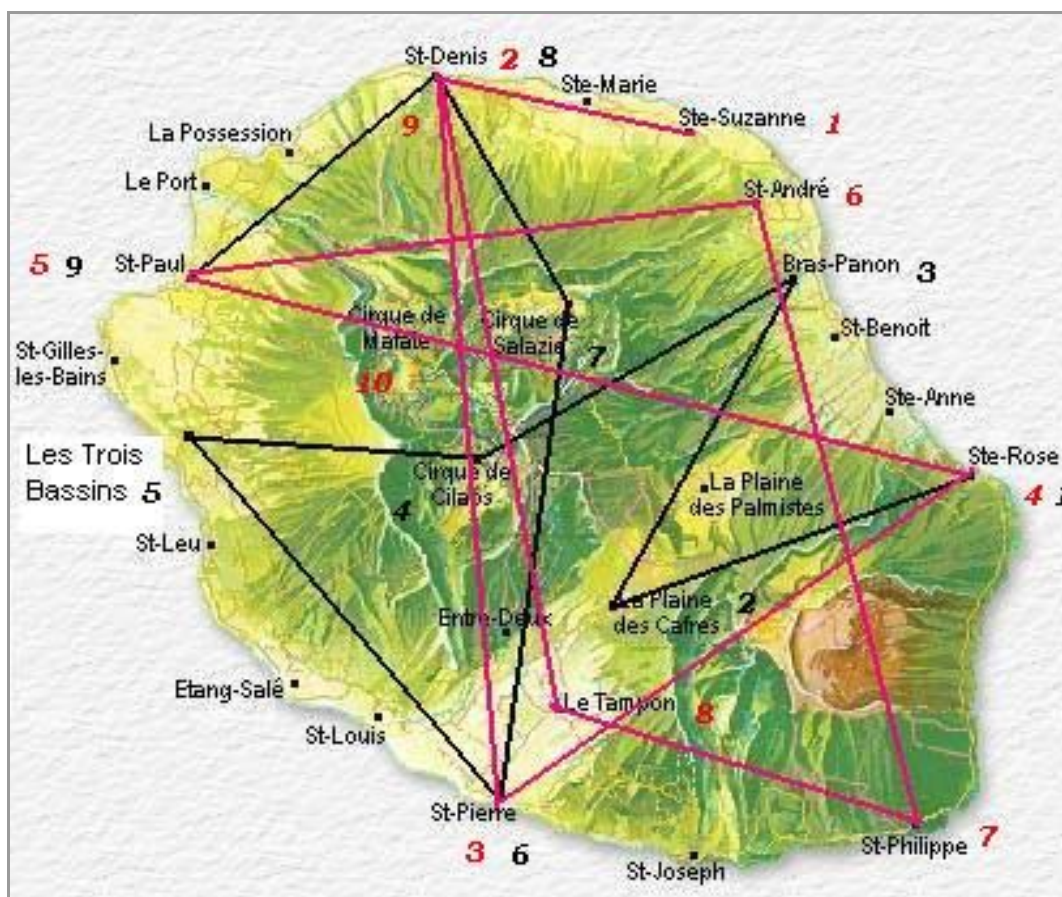 St-Denis 2 8
Ste-Marie
Ste-Suzanne 1
9
La Possession
Le Port
St-André 6
5 9 St-Paul
Bras-Panon 3
Cirque de
Mafate
Cirque de
Salazie
7
St-Benoit
St-Gilles-
les-Bains
10
Ste-Anne
Les Trois
Bassins 5
Cirque de
Cilaos
4
Ste-Rose
4 1
La Plaine
des Palmistes
St-Leu
La Plaine
des Cafres
2
Entre-Deux
Etang-Salé
Le Tampon 8
St-Louis
St-Pierre
3 6
St-Philippe 7
St-Joseph